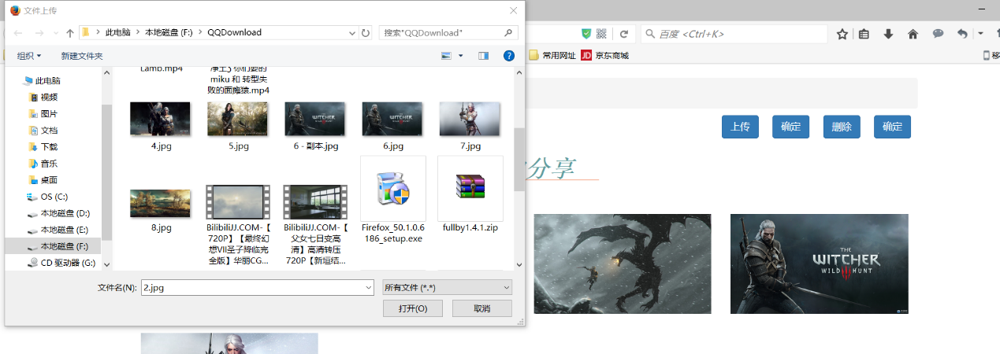 文件上传
此电脑
本地磁盘 (F:)
QQDownload
搜索"QQDownload"
百度 <Ctrl+K>
组织
新建文件夹
常用网址
JD 京东商城
移
此电脑
视频
图片
文档
下载
音乐
桌面
OS (C:)
本地磁盘 (D:)
本地磁盘 (E:)
本地磁盘 (F:)
CD 驱动器 (G:)
Lamb.mp4
miku 和 转型失
败的面瘫猿.mp4
4.jpg
5.jpg
6 - 副本.jpg
6.jpg
7.jpg
8.jpg
BilibiliJJ.COM-【
720P】【最终幻
想VII圣子降临完
全版】华丽CG...
BilibiliJJ.COM-【
父女七日变高
清】高清转压
720P【新垣结...
Firefox_50.1.0.6
186_setup.exe
fullby1.4.1.zip
文件名(N):
2.jpg
所有文件 (*.*)
打开(O)
取消
上传
确定
删除
确定
分享
THE
WITCHER
WILD HUNT